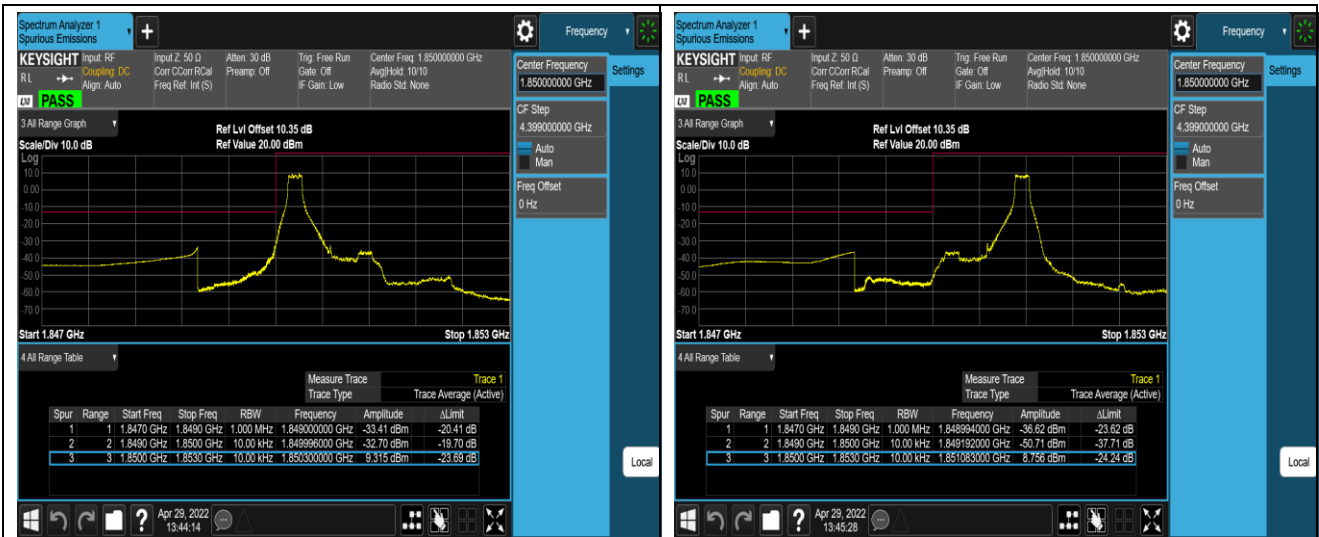 Spectrum Analyzer 1
Spurious Emissions
+
Frequency
KEYSIGHT Input: RF Input Z: 50 Ω Atten: 30 dB Trig: Free Run Center Freq: 1.850000000 GHz
RL Coupling: DC Corr CCorr RCal Preamp: Off Gate: Off Avg|Hold: 10/10
Align: Auto Freq Ref: Int (S) IF Gain: Low Radio Std: None
PASS
Center Frequency
1.850000000 GHz
Settings
CF Step
4.399000000 GHz
Auto
Man
Freq Offset
0 Hz
3 All Range Graph
Ref Lvl Offset 10.35 dB
Scale/Div 10.0 dB Ref Value 20.00 dBm
Log
10.0
0.00
-10.0
-20.0
-30.0
-40.0
-50.0
-60.0
-70.0
Start 1.847 GHz Stop 1.853 GHz
4 All Range Table
Measure Trace Trace 1
Trace Type Trace Average (Active)
Spur Range Start Freq Stop Freq RBW Frequency Amplitude ΔLimit
1 1 1.8470 GHz 1.8490 GHz 1.000 MHz 1.849000000 GHz -33.41 dBm -20.41 dB
2 2 1.8490 GHz 1.8500 GHz 10.00 kHz 1.849996000 GHz -32.70 dBm -19.70 dB
3 3 1.8500 GHz 1.8530 GHz 10.00 kHz 1.850300000 GHz 9.315 dBm -23.69 dB
Local
?
Apr 29, 2022
13:44:14
Spectrum Analyzer 1
Spurious Emissions
+
Frequency
KEYSIGHT Input: RF Input Z: 50 Ω Atten: 30 dB Trig: Free Run Center Freq: 1.850000000 GHz
RL Coupling: DC Corr CCorr RCal Preamp: Off Gate: Off Avg|Hold: 10/10
Align: Auto Freq Ref: Int (S) IF Gain: Low Radio Std: None
PASS
Center Frequency
1.850000000 GHz
Settings
CF Step
4.399000000 GHz
Auto
Man
Freq Offset
0 Hz
3 All Range Graph
Ref Lvl Offset 10.35 dB
Scale/Div 10.0 dB Ref Value 20.00 dBm
Log
10.0
0.00
-10.0
-20.0
-30.0
-40.0
-50.0
-60.0
-70.0
Start 1.847 GHz Stop 1.853 GHz
4 All Range Table
Measure Trace Trace 1
Trace Type Trace Average (Active)
Spur Range Start Freq Stop Freq RBW Frequency Amplitude ΔLimit
1 1 1.8470 GHz 1.8490 GHz 1.000 MHz 1.848994000 GHz -36.62 dBm -23.62 dB
2 2 1.8490 GHz 1.8500 GHz 10.00 kHz 1.849192000 GHz -50.71 dBm -37.71 dB
3 3 1.8500 GHz 1.8530 GHz 10.00 kHz 1.851083000 GHz 8.756 dBm -24.24 dB
Local
?
Apr 29, 2022
13:45:28